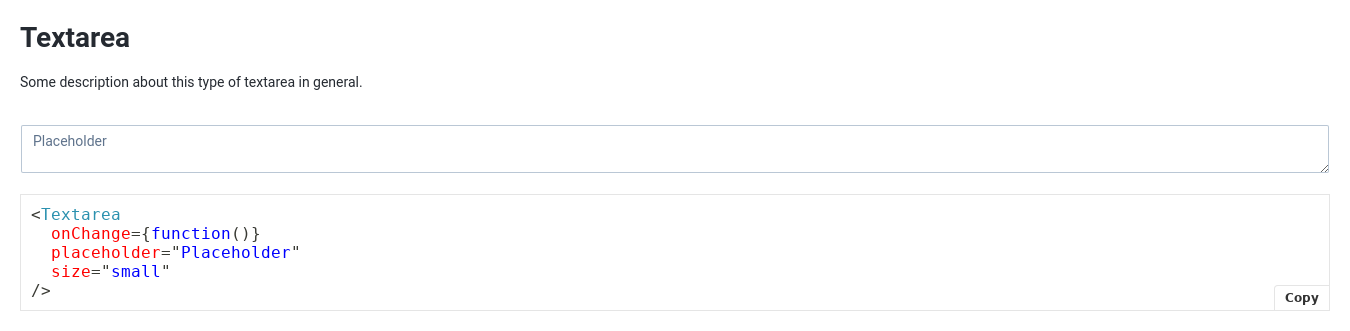 Textarea
Some description about this type of textarea in general.
Placeholder
<Textarea
  onChange={function()}
  placeholder="Placeholder"
  size="small"
/>
Copy